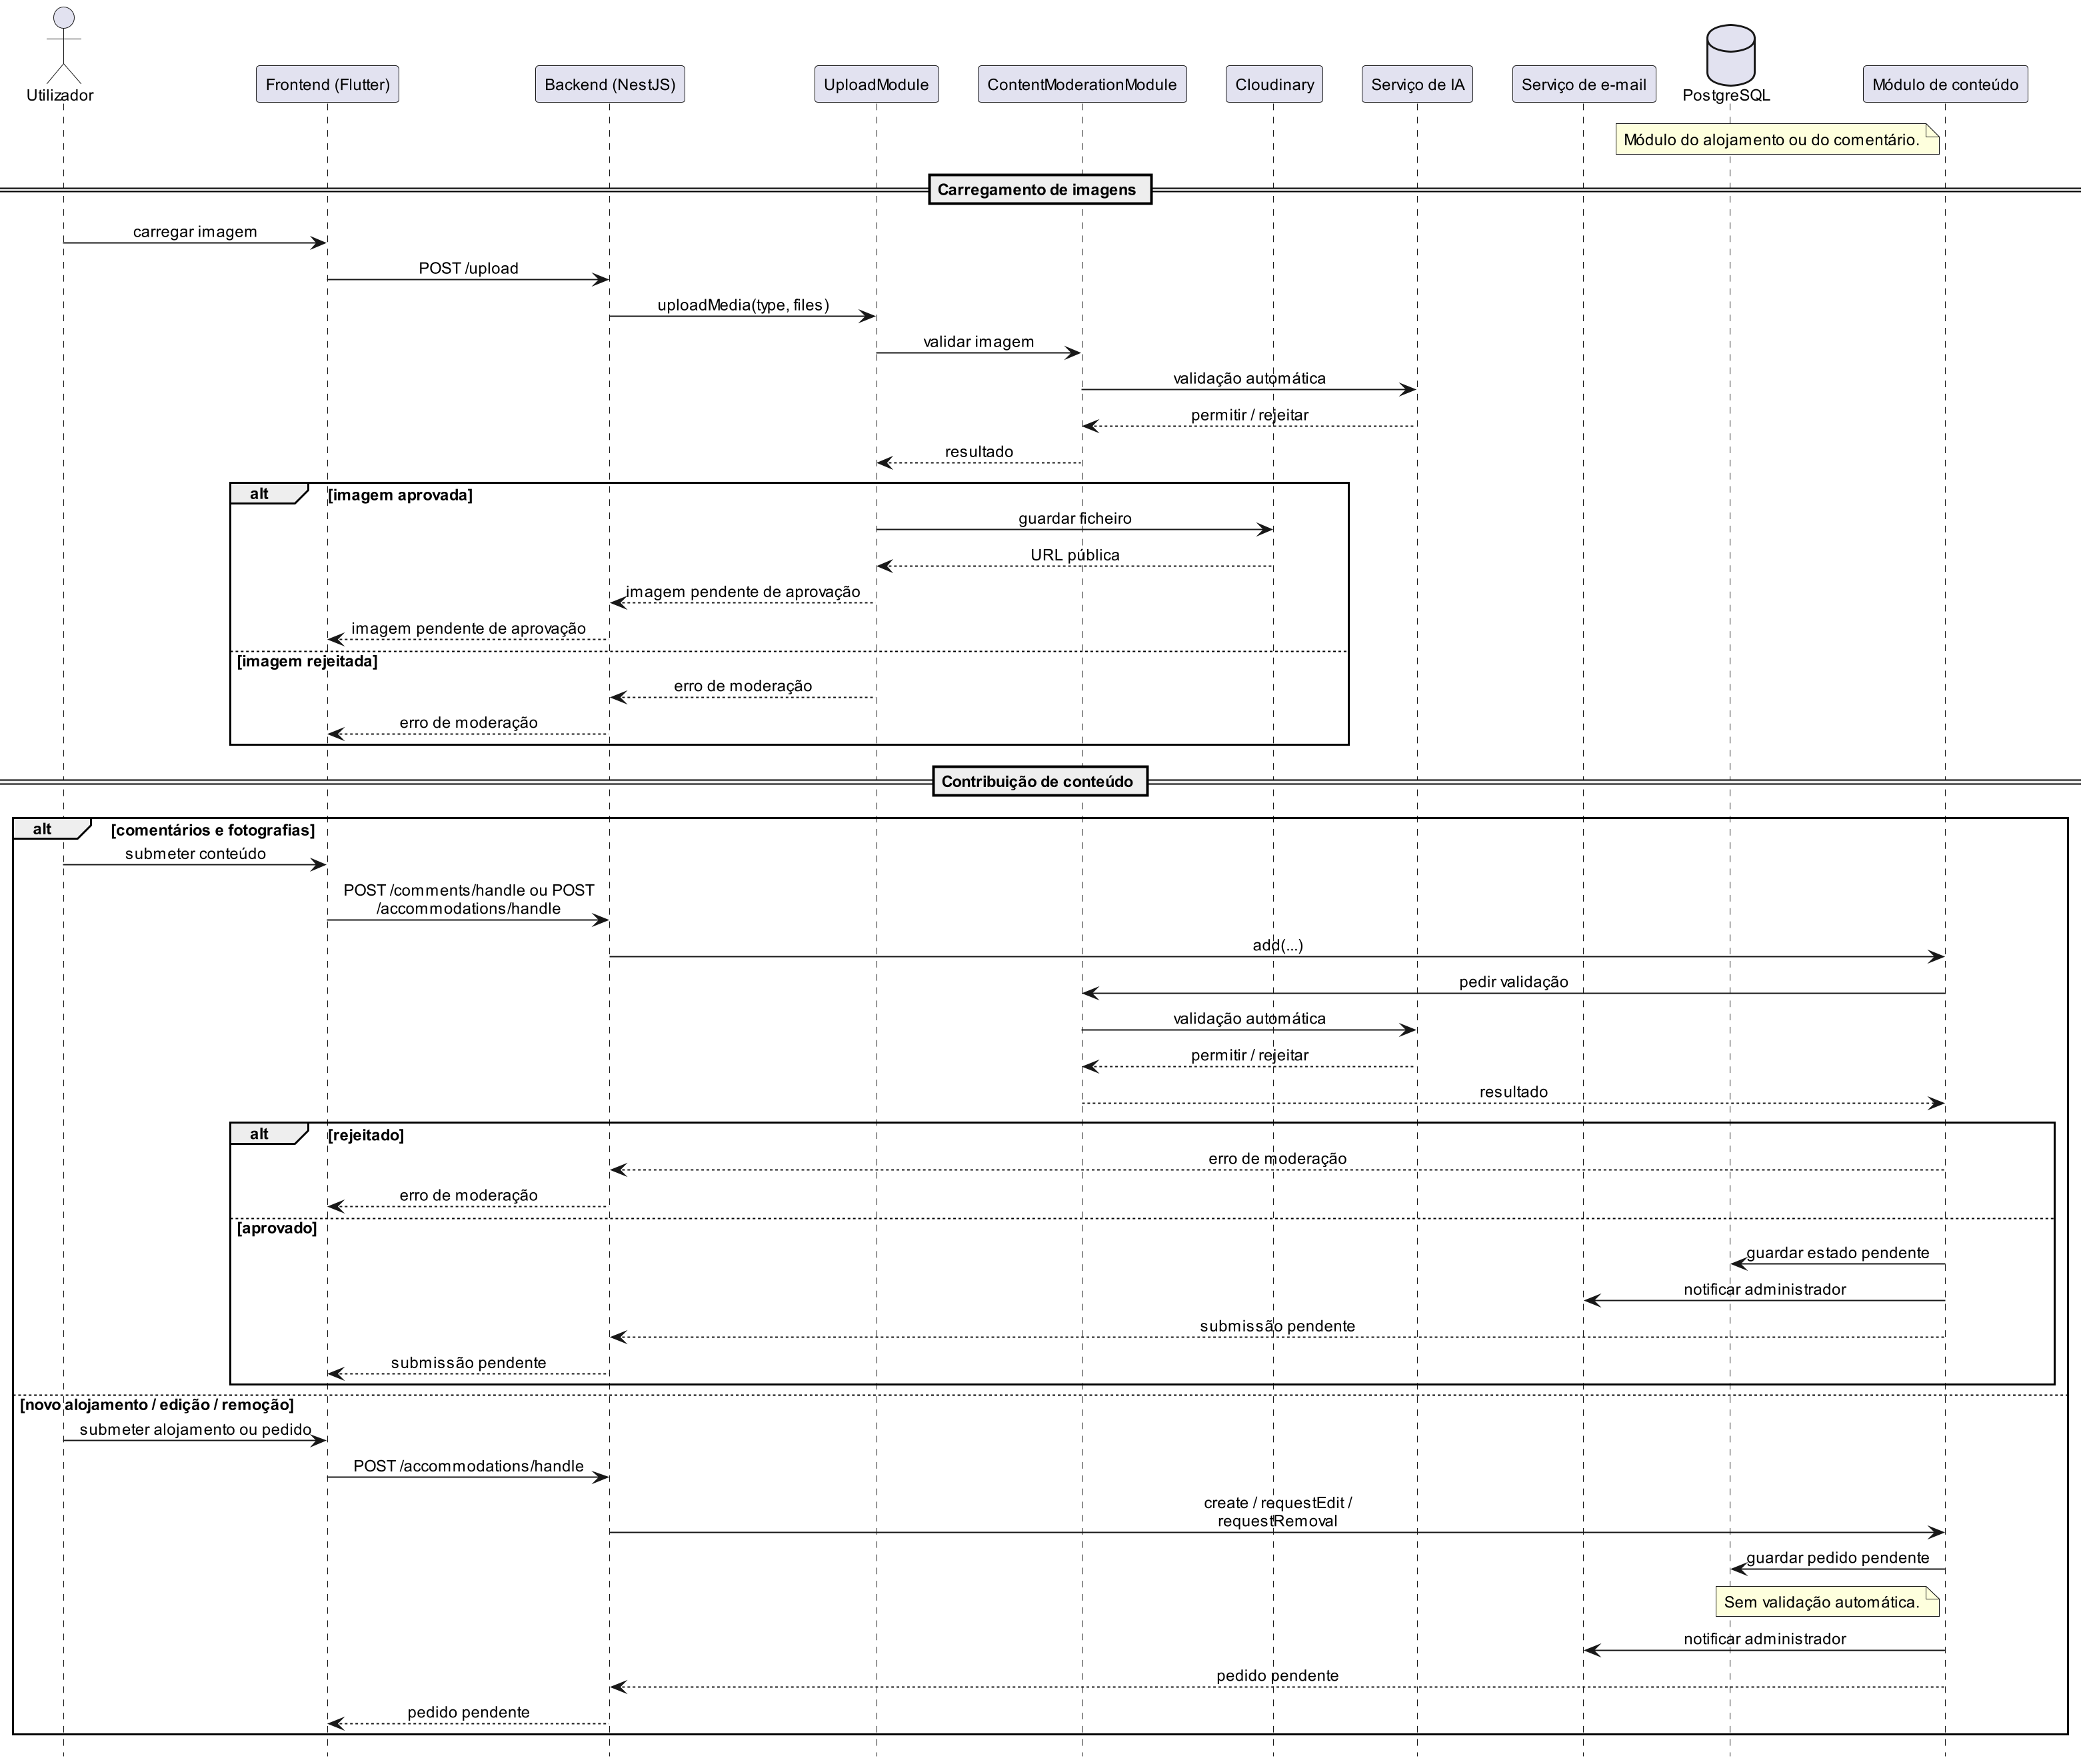 Utilizador
Frontend (Flutter)
Backend (NestJS)
UploadModule
ContentModerationModule
Cloudinary
Serviço de IA
Serviço de e-mail
PostgreSQL
Módulo de conteúdo
Módulo do alojamento ou do comentário.
Carregamento de imagens
carregar imagem
POST /upload
uploadMedia(type, files)
validar imagem
validação automática
permitir / rejeitar
resultado
alt
[imagem aprovada]
guardar ficheiro
URL pública
imagem pendente de aprovação
imagem pendente de aprovação
[imagem rejeitada]
erro de moderação
erro de moderação
Contribuição de conteúdo
alt
[comentários e fotografias]
submeter conteúdo
POST /comments/handle ou POST
/accommodations/handle
add(...)
pedir validação
validação automática
permitir / rejeitar
resultado
alt
[rejeitado]
erro de moderação
erro de moderação
[aprovado]
guardar estado pendente
notificar administrador
submissão pendente
submissão pendente
[novo alojamento / edição / remoção]
submeter alojamento ou pedido
POST /accommodations/handle
create / requestEdit /
requestRemoval
guardar pedido pendente
Sem validação automática.
notificar administrador
pedido pendente
pedido pendente